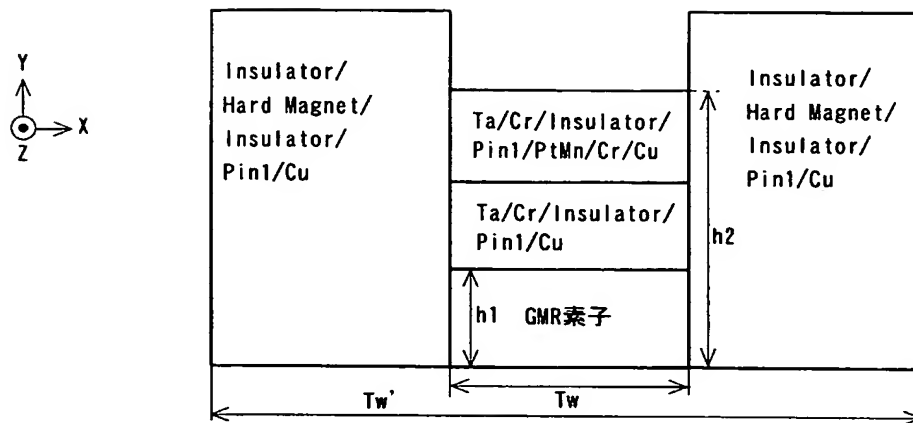 Y
X
Z
Insulator/
Hard Magnet/
Insulator/
Pin1/Cu
Ta/Cr/Insulator/
Pin1/PtMn/Cr/Cu
Ta/Cr/Insulator/
Pin1/Cu
h1 GMR素子
Insulator/
Hard Magnet/
Insulator/
Pin1/Cu
h2
Tw'
Tw